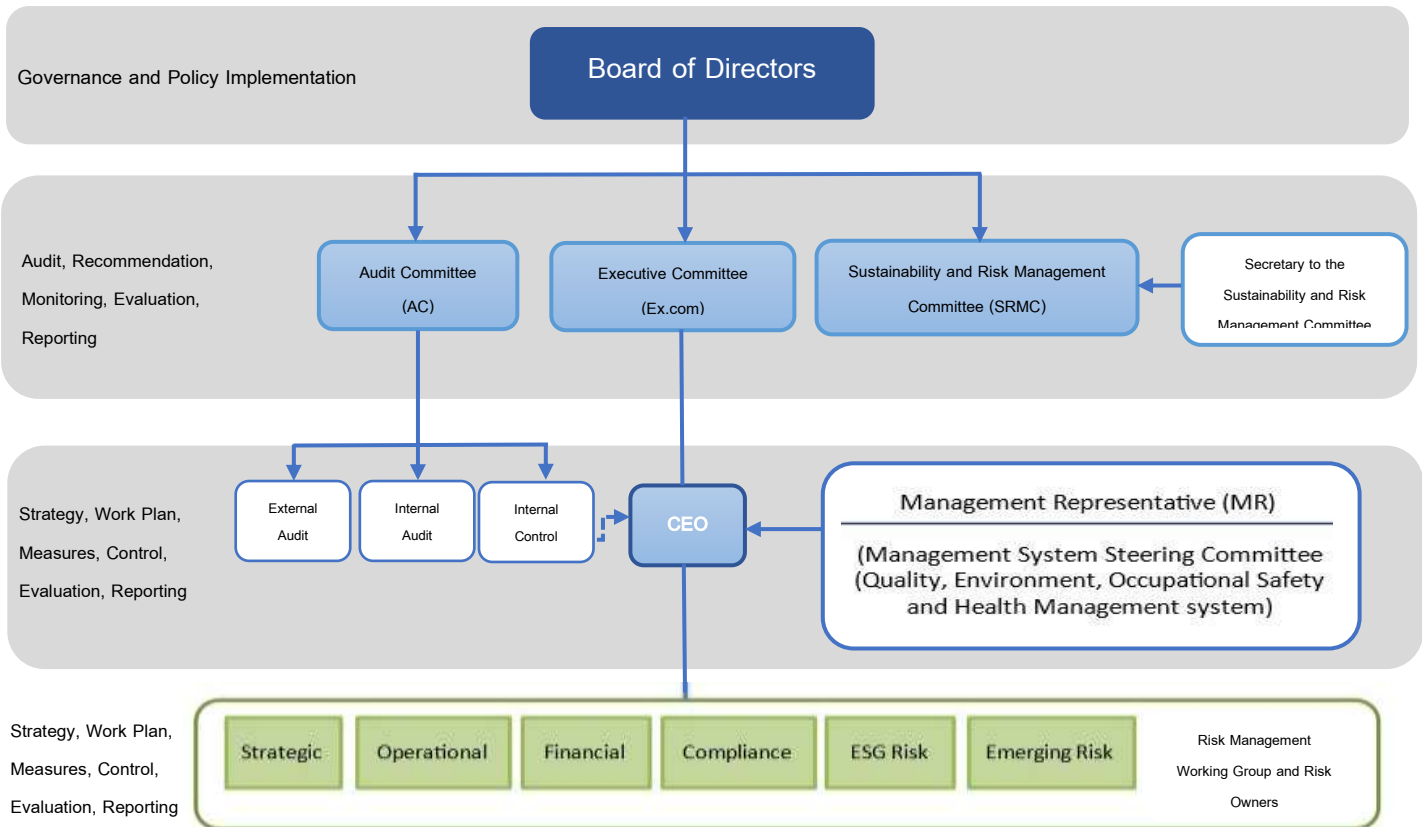 Governance and Policy Implementation
Board of Directors
Audit, Recommendation,
Monitoring, Evaluation,
Reporting
Audit Committee
(AC)
Executive Committee
(Ex.com)
Sustainability and Risk Management
Committee (SRMC)
Secretary to the
Sustainability and Risk
Management Committee
Strategy, Work Plan,
Measures, Control,
Evaluation, Reporting
External
Audit
Internal
Audit
Internal
Control
CEO
Management Representative (MR)
(Management System Steering Committee
(Quality, Environment, Occupational Safety
and Health Management system)
Strategy, Work Plan,
Measures, Control,
Evaluation, Reporting
Strategic
Operational
Financial
Compliance
ESG Risk
Emerging Risk
Risk Management
Working Group and Risk
Owners